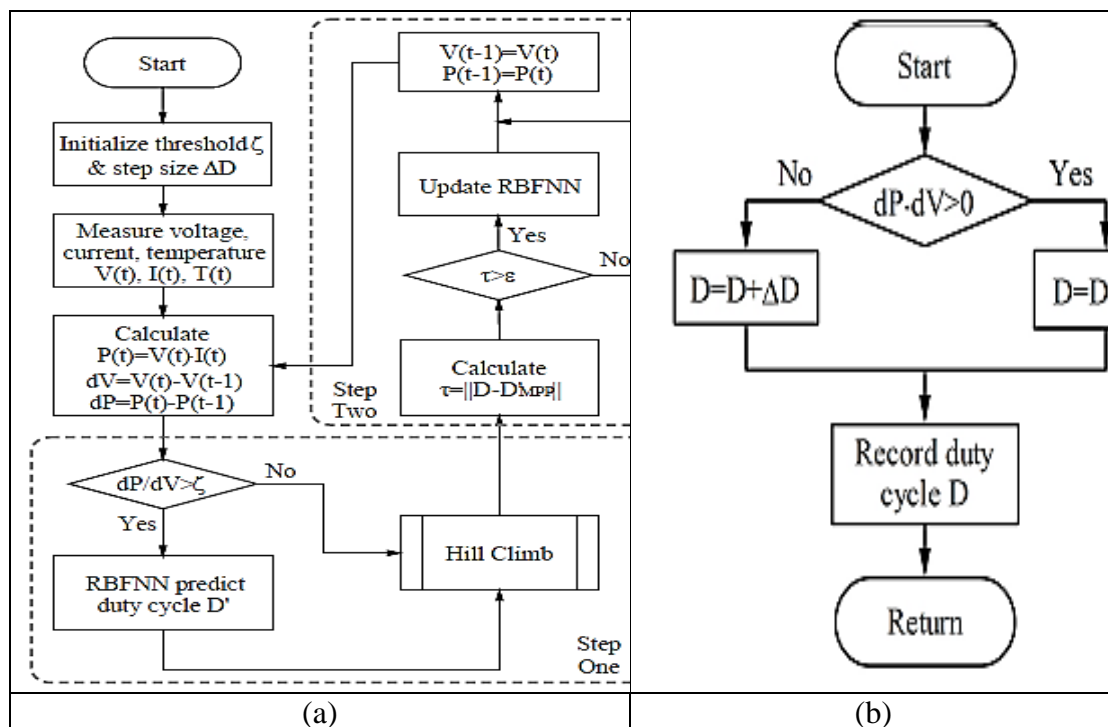 Start
Initialize threshold ζ
& step size ΔD
Measure voltage,
current, temperature
V(t), I(t), T(t)
Calculate
P(t)=V(t)·I(t)
dV=V(t)-V(t-1)
dP=P(t)-P(t-1)
dP/dV>ζ
No
Yes
RBFNN predict
duty cycle D'
Hill Climb
Step
One
V(t-1)=V(t)
P(t-1)=P(t)
Update RBFNN
Yes
τ>ε
No
Calculate
τ=||D-D'MPP||
Step
Two
(a)
Start
No
Yes
dP·dV>0
D=D+ΔD
D=D
Record duty
cycle D
Return
(b)